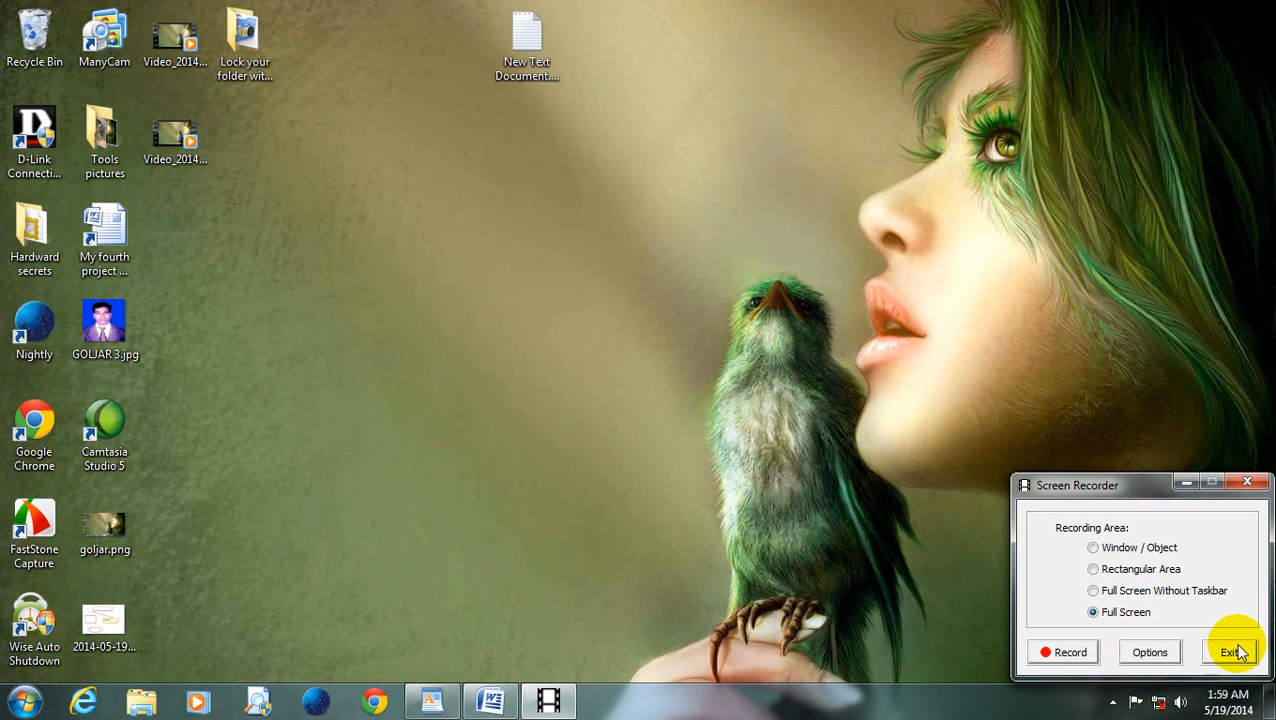 Recycle Bin
ManyCam
Video_2014...
Lock your
folder wit...
New Text
Document....
D-Link
Connecti...
Tools
pictures
Video_2014...
Hardward
secrets
My fourth
project ...
Nightly
GOLJAR 3.jpg
Google
Chrome
Camtasia
Studio 5
FastStone
Capture
goljar.png
Wise Auto
Shutdown
2014-05-19...
Screen Recorder
Recording Area:
Window / Object
Rectangular Area
Full Screen Without Taskbar
Full Screen
Record
Options
Exit
1:59 AM
5/19/2014